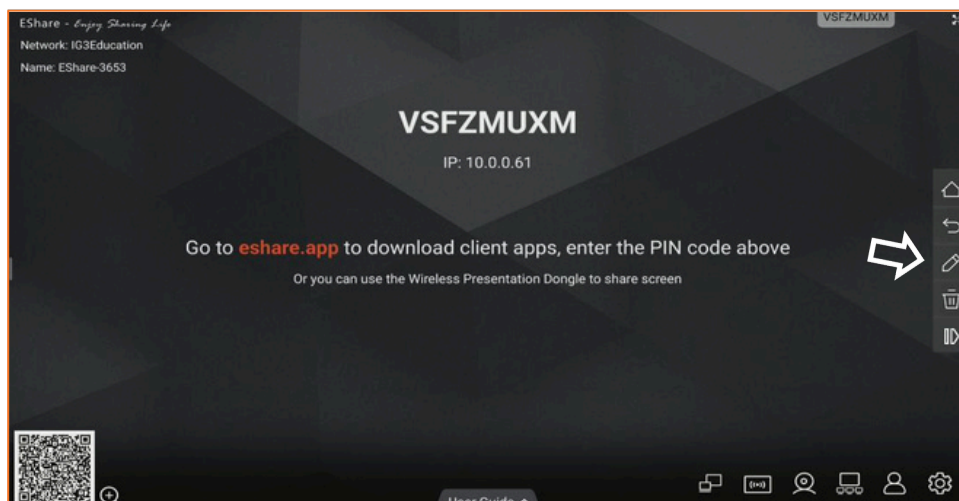 EShare - Enjoy Sharing Life
VSFZMUXM
Network: IG3Education
Name: EShare-3653
VSFZMUXM
IP: 10.0.0.61
Go to eshare.app to download client apps, enter the PIN code above
Or you can use the Wireless Presentation Dongle to share screen
User Guide